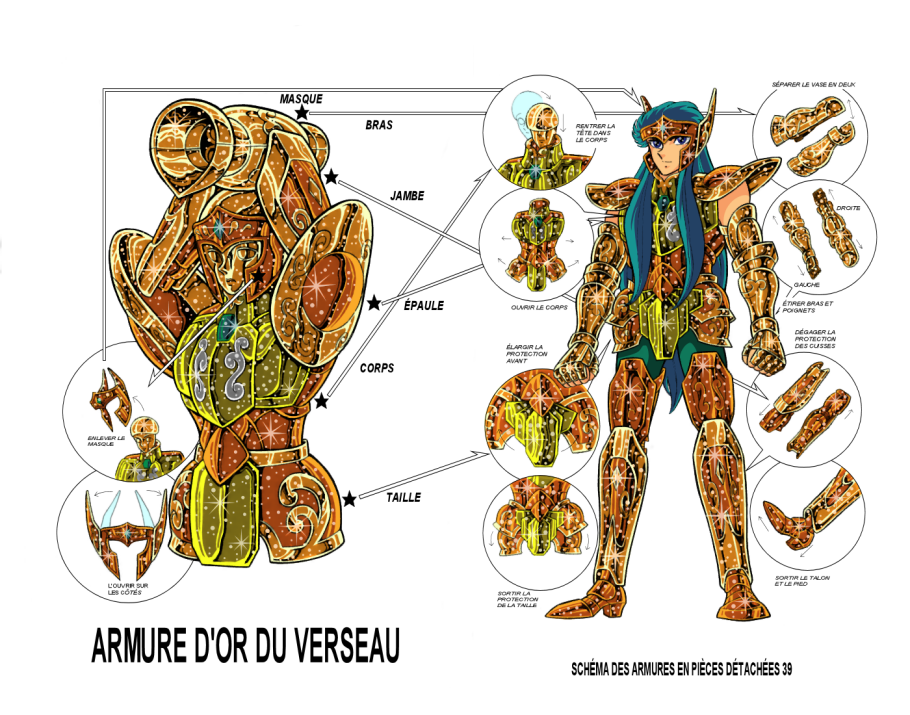 MASQUE
BRAS
JAMBE
ÉPAULE
CORPS
TAILLE
ENLEVER LE
MASQUE
L'OUVRIR SUR
LES CÔTÉS
RENTRER LA
TÊTE DANS
LE CORPS
OUVRIR LE CORPS
ÉLARGIR LA
PROTECTION
AVANT
SORTIR LA
PROTECTION
DE LA TAILLE
SÉPARER LE VASE EN DEUX
DROITE
GAUCHE
ÉTIRER BRAS ET
POIGNETS
DÉGAGER LA
PROTECTION
DES CUISSES
SORTIR LE TALON
ET LE PIED
ARMURE D'OR DU VERSEAU
SCHÉMA DES ARMURES EN PIÈCES DÉTACHÉES 39